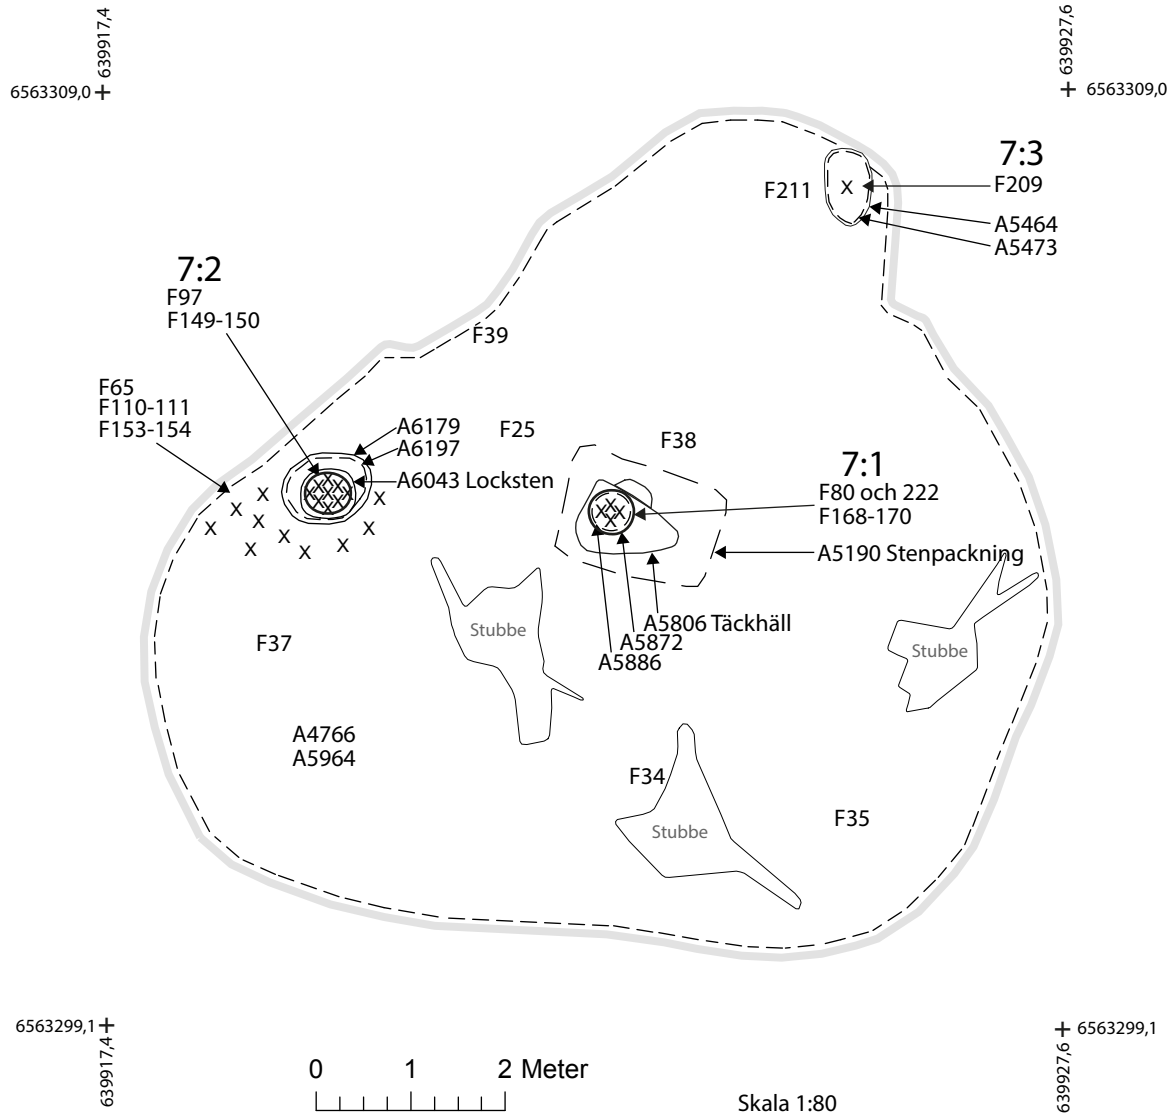 639917,4
639927,6
6563309,0
6563309,0
7:3
F209
F211
A5464
A5473
7:2
F97
F149-150
F39
F65
F110-111
F153-154
A6179
A6197
A6043 Locksten
F25
F38
7:1
F80 och 222
F168-170
A5190 Stenpackning
A5806 Täckhäll
A5872
A5886
Stubbe
Stubbe
F37
A4766
A5964
F34
Stubbe
F35
6563299,1
6563299,1
639917,4
639927,6
0 1 2 Meter
Skala 1:80